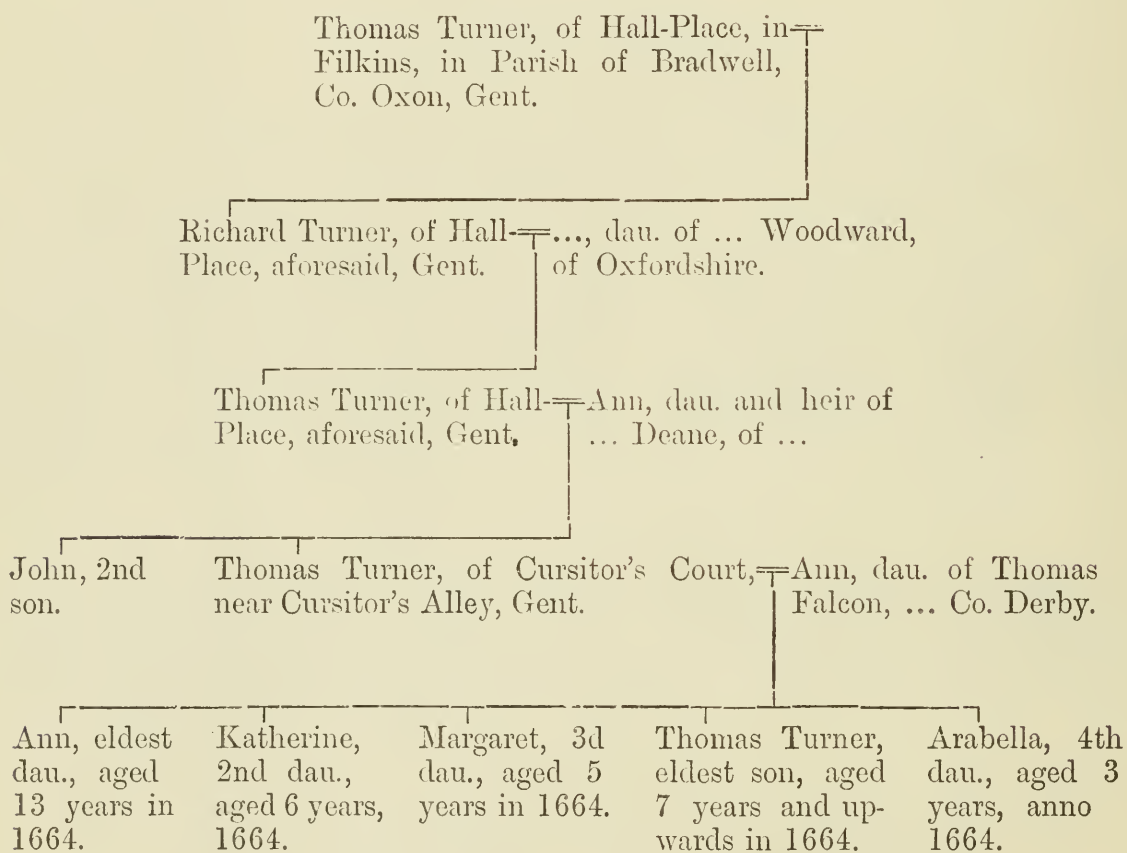 Thomas Turner, of Hall-Place, in
Filkins, in Parish of Bradwell,
Co. Oxon, Gent.
Richard Turner, of Hall-
Place, aforesaid, Gent.
..., dau. of ... Woodward,
of Oxfordshire.
Thomas Turner, of Hall-
Place, aforesaid, Gent.
Ann, dau. and heir of
... Deane, of ...
John, 2nd
son.
Thomas Turner, of Cursitor's Court,
near Cursitor's Alley, Gent.
Ann, dau. of Thomas
Falcon, ... Co. Derby.
Ann, eldest
dau., aged
13 years in
1664.
Katherine,
2nd dau.,
aged 6 years,
1664.
Margaret, 3d
dau., aged 5
years in 1664.
Thomas Turner,
eldest son, aged
7 years and up-
wards in 1664.
Arabella, 4th
dau., aged 3
years, anno
1664.